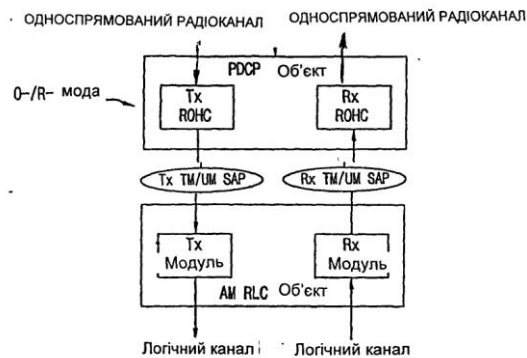 ОДНОСПРЯМОВАНИЙ РАДІОКАНАЛ ОДНОСПРЯМОВАНИЙ РАДІОКАНАЛ
PDCP Об'єкт
O-/R- мода
Tx
ROHC
Rx
ROHC
Tx TM/UM SAP
Rx TM/UM SAP
Tx
Модуль
Rx
Модуль
AM RLC Об'єкт
Логічний канал Логічний канал